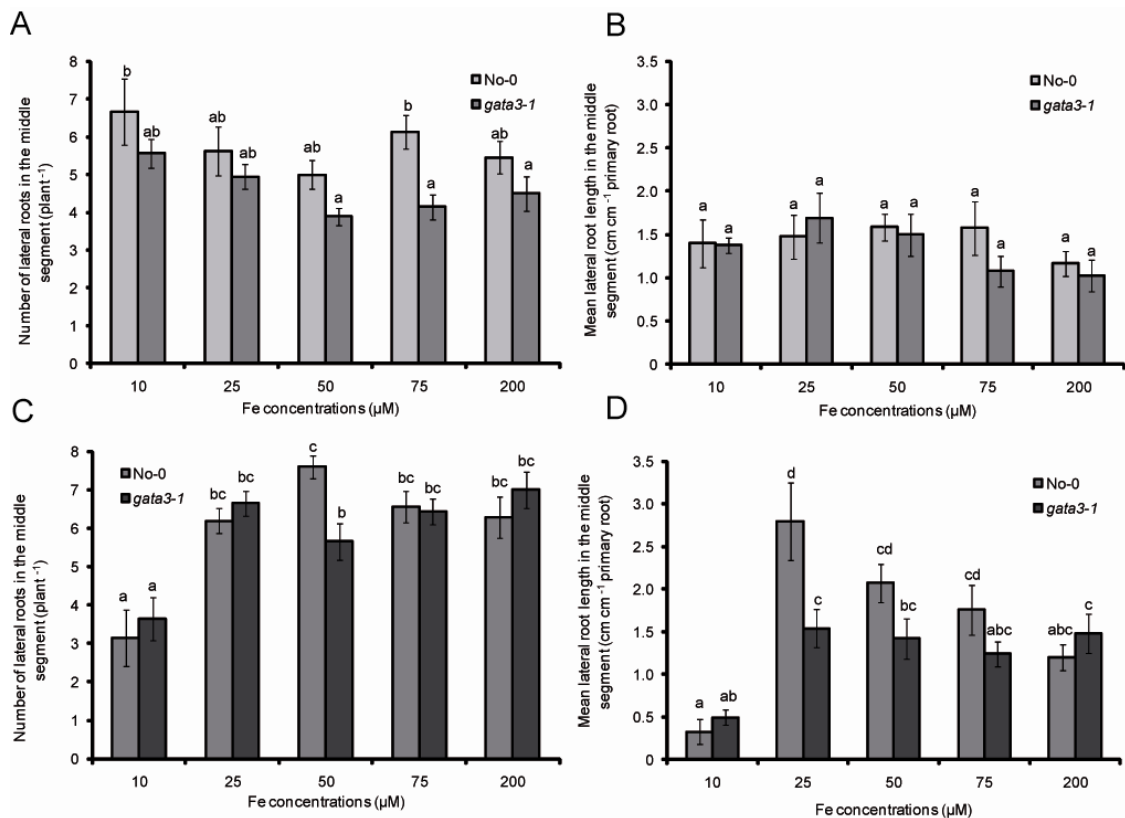 A
Number of lateral roots in the middle
segment (plant ⁻¹)
8
7
6
5
4
3
2
1
0
No-0
gata3-1
b
ab
ab
ab
ab
a
b
a
ab
a
10
25
50
75
200
Fe concentrations (µM)
B
Mean lateral root length in the middle
segment (cm cm⁻¹ primary root)
3.5
3.0
2.5
2.0
1.5
1.0
0.5
0
No-0
gata3-1
a
a
a
a
a
a
a
a
a
a
10
25
50
75
200
Fe concentrations (µM)
C
Number of lateral roots in the middle
segment (plant ⁻¹)
8
7
6
5
4
3
2
1
0
No-0
gata3-1
a
a
bc
bc
c
b
bc
bc
bc
bc
10
25
50
75
200
Fe concentrations (µM)
D
Mean lateral root length in the middle
segment (cm cm⁻¹ primary root)
3.5
3.0
2.5
2.0
1.5
1.0
0.5
0
No-0
gata3-1
a
ab
d
c
cd
bc
cd
abc
abc
c
10
25
50
75
200
Fe concentrations (µM)